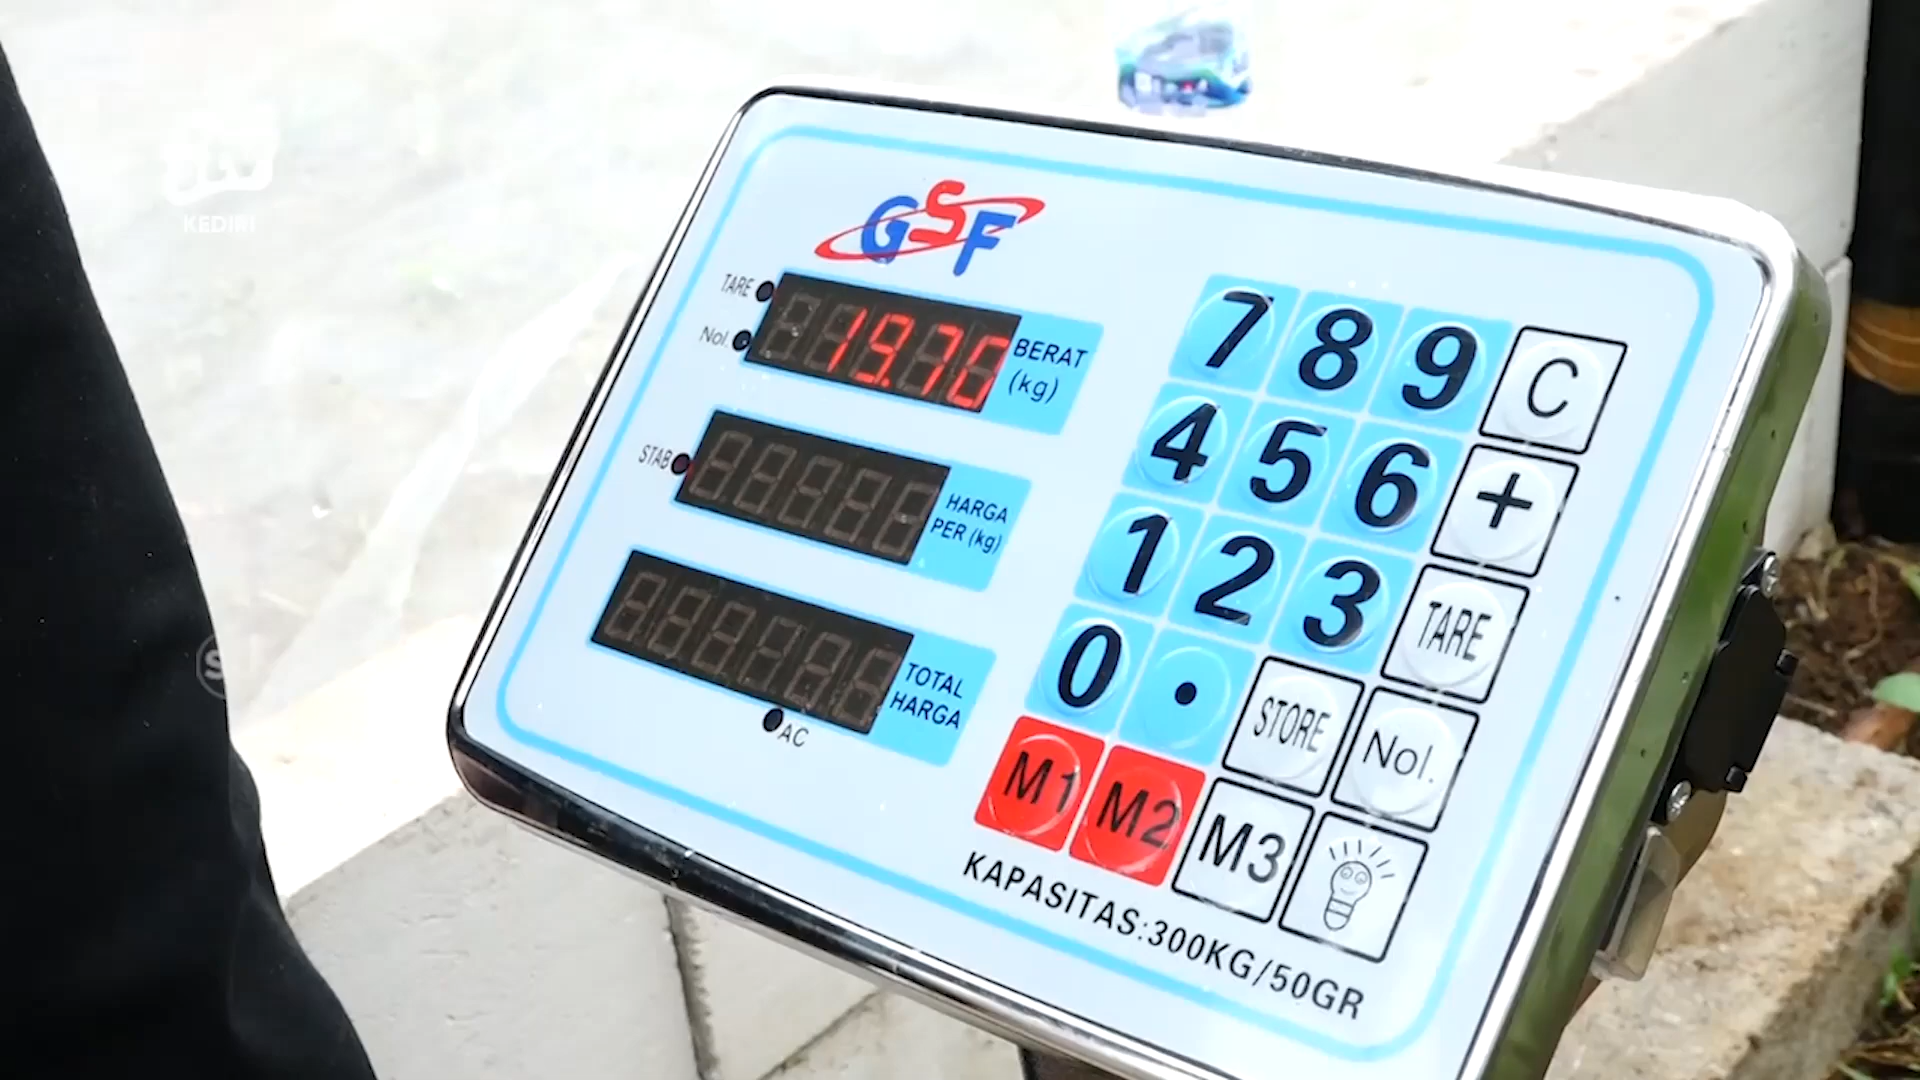 KEDIRI
GSF
TARE
Nol.
19.70
BERAT
(kg)
STAB
HARGA
PER (kg)
TOTAL
HARGA
AC
7 8 9 C
4 5 6 +
1 2 3 TARE
0 . STORE Nol.
M1 M2 M3
KAPASITAS:300KG/50GR